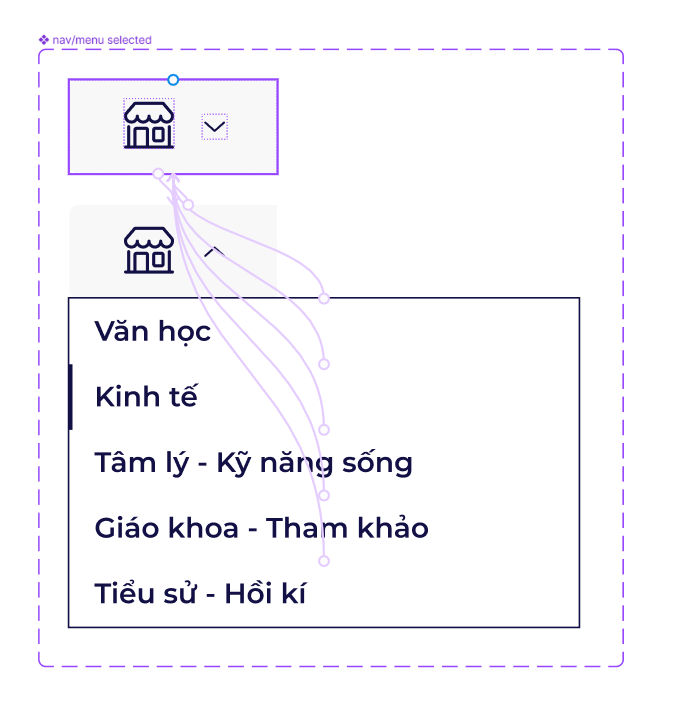 nav/menu selected
Văn học
Kinh tế
Tâm lý - Kỹ năng sống
Giáo khoa - Tham khảo
Tiểu sử - Hồi kí